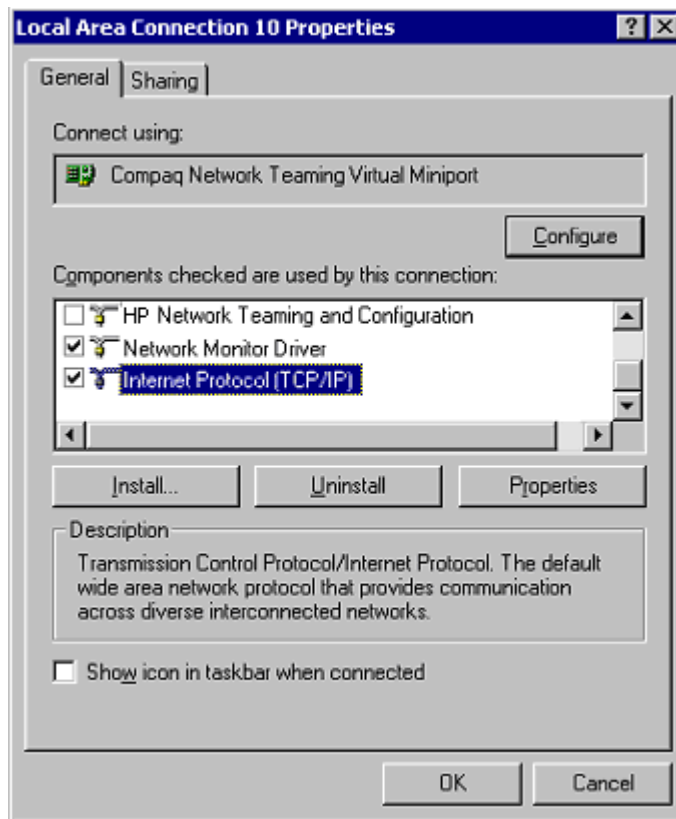 Local Area Connection 10 Properties
General Sharing
Connect using:
Compaq Network Teaming Virtual Miniport
Configure
Components checked are used by this connection:
HP Network Teaming and Configuration
Network Monitor Driver
Internet Protocol (TCP/IP)
Install... Uninstall Properties
Description
Transmission Control Protocol/Internet Protocol. The default
wide area network protocol that provides communication
across diverse interconnected networks.
Show icon in taskbar when connected
OK Cancel